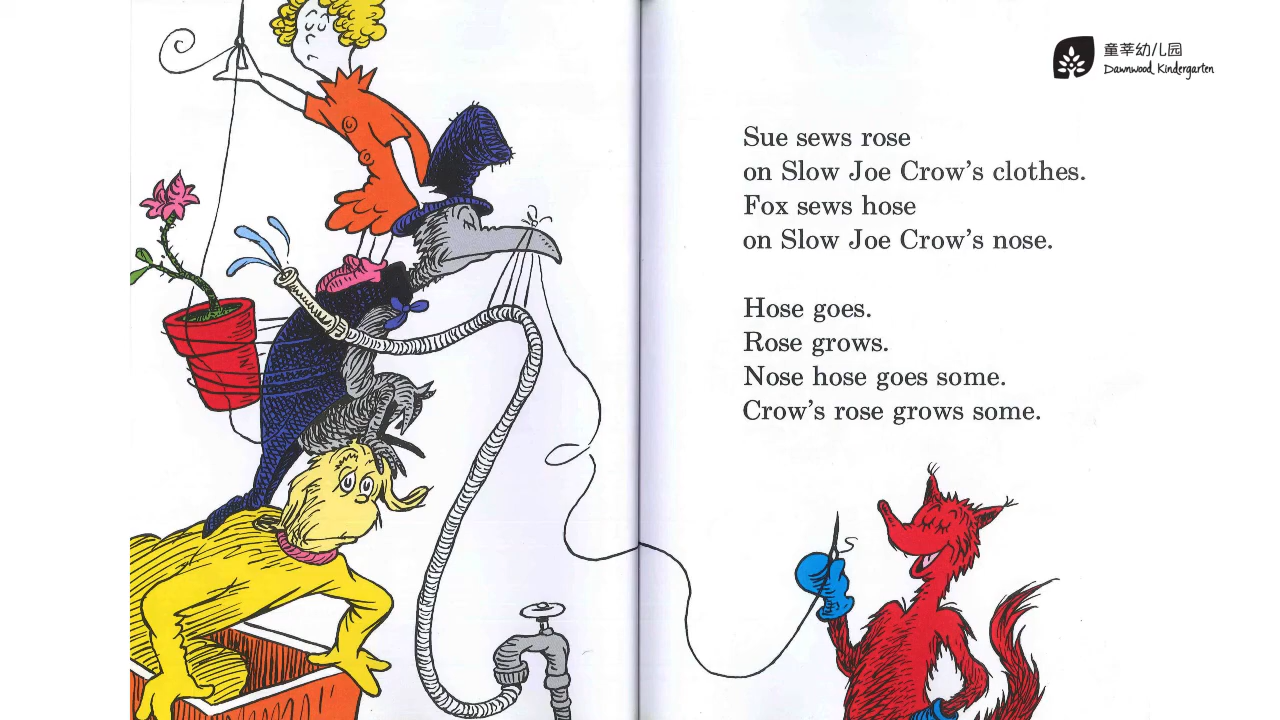 童莘幼儿园
Dawnwood Kindergarten
Sue sews rose
on Slow Joe Crow's clothes.
Fox sews hose
on Slow Joe Crow's nose.
Hose goes.
Rose grows.
Nose hose goes some.
Crow's rose grows some.